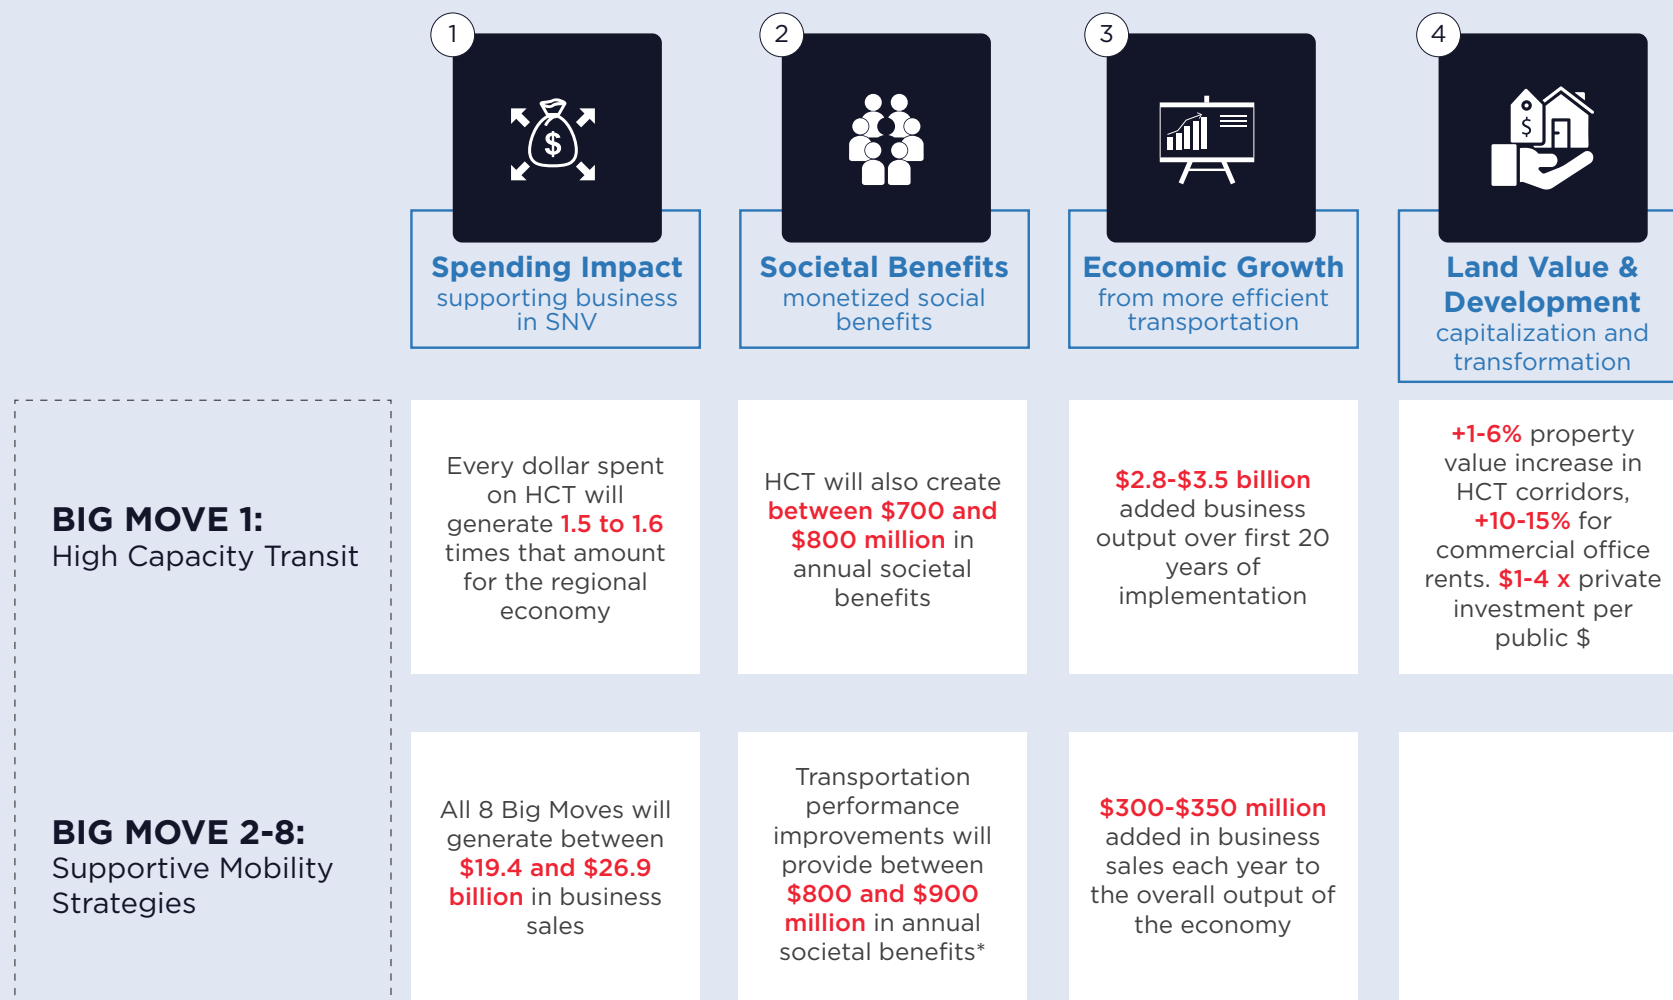 1
2
3
4
$
$
Spending Impact
supporting business
in SNV
Societal Benefits
monetized social
benefits
Economic Growth
from more efficient
transportation
Land Value &
Development
capitalization and
transformation
BIG MOVE 1:
High Capacity Transit
Every dollar spent
on HCT will
generate 1.5 to 1.6
times that amount
for the regional
economy
HCT will also create
between $700 and
$800 million in
annual societal
benefits
$2.8-$3.5 billion
added business
output over first 20
years of
implementation
+1-6% property
value increase in
HCT corridors,
+10-15% for
commercial office
rents. $1-4 x private
investment per
public $
BIG MOVE 2-8:
Supportive Mobility
Strategies
All 8 Big Moves will
generate between
$19.4 and $26.9
billion in business
sales
Transportation
performance
improvements will
provide between
$800 and $900
million in annual
societal benefits*
$300-$350 million
added in business
sales each year to
the overall output of
the economy